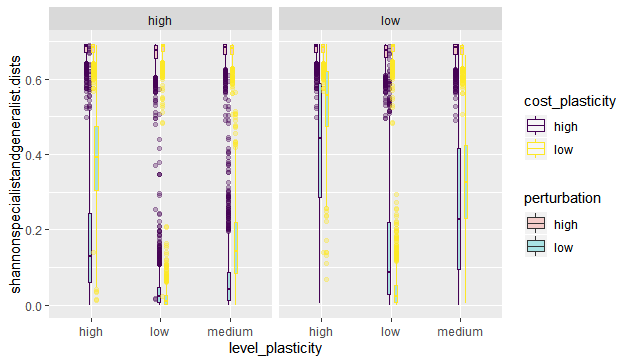 high
low
shannonspecialistandgeneralist.dists
0.6
0.4
0.2
0.0
high
low
medium
high
low
medium
level_plasticity
cost_plasticity
high
low
perturbation
high
low